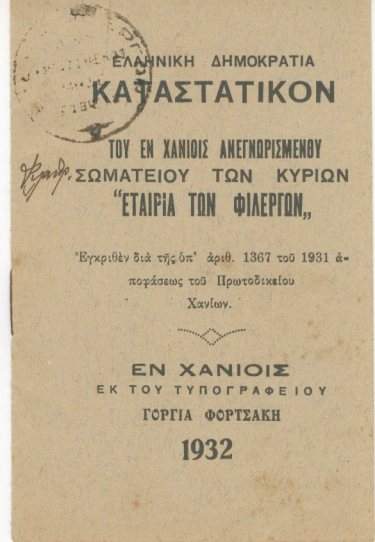 ΕΛΛΗΝΙΚΗ ΔΗΜΟΚΡΑΤΙΑ
ΚΑΤΑΣΤΑΤΙΚΟΝ
ΤΟΥ ΕΝ ΧΑΝΙΟΙΣ ΑΝΕΓΝΩΡΙΣΜΕΝΟΥ
ΣΩΜΑΤΕΙΟΥ ΤΩΝ ΚΥΡΙΩΝ
"ΕΤΑΙΡΙΑ ΤΩΝ ΦΙΛΕΡΓΩΝ„
Ἐγκριθὲν διὰ τῆς ὑπ' ἀριθ. 1367 τοῦ 1931 ἀ-
ποφάσεως τοῦ Πρωτοδικείου
Χανίων.
ΕΝ ΧΑΝΙΟΙΣ
ΕΚ ΤΟΥ ΤΥΠΟΓΡΑΦΕΙΟΥ
ΓΟΡΓΙΑ ΦΟΡΤΣΑΚΗ
1932